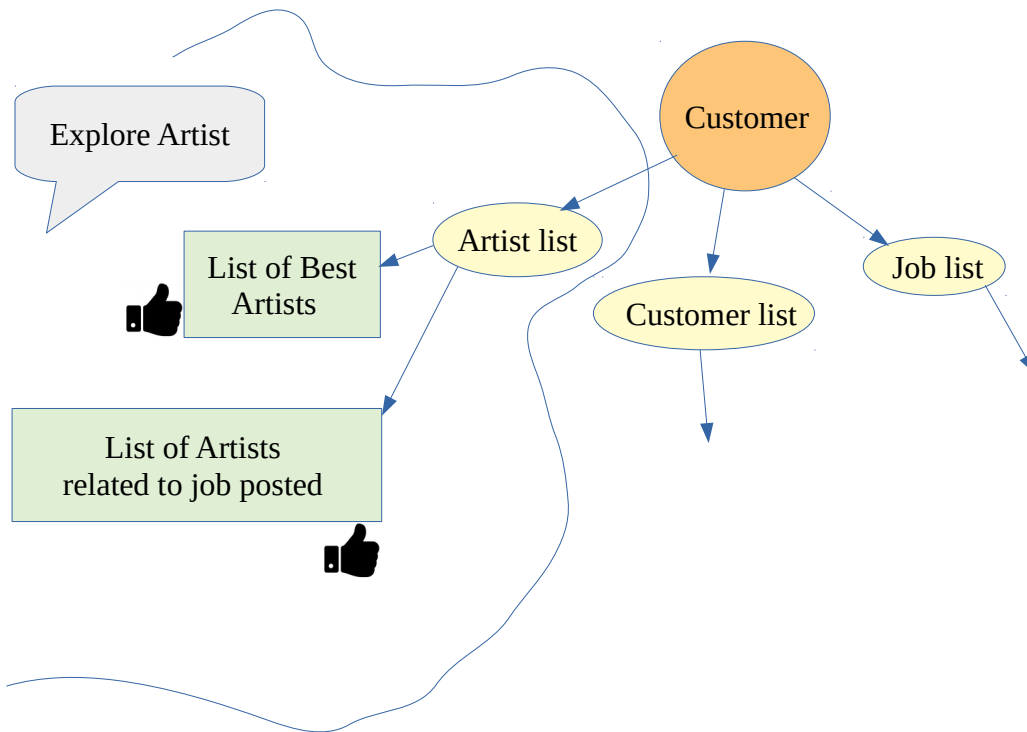 Customer
Explore Artist
Artist list
List of Best
Artists
Job list
Customer list
List of Artists
related to job posted